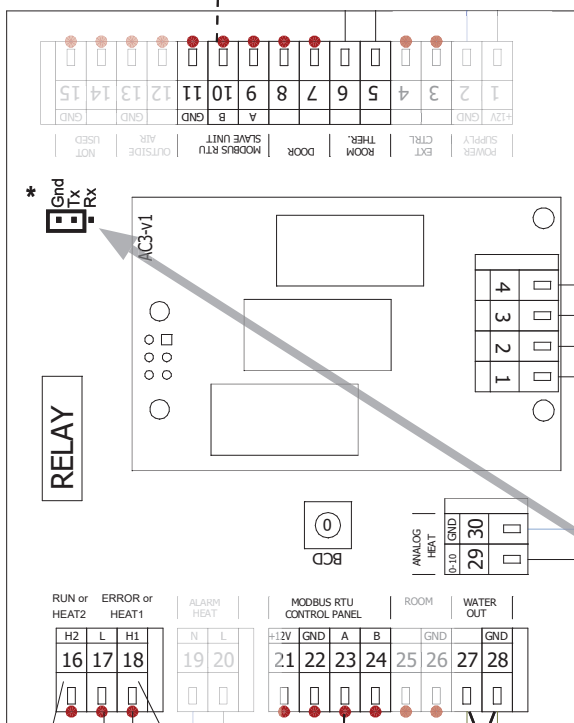 15 14 13 12 11 10 9 8 7 6 5 4 3 2 1
GND GND GND B A GND +12V
NOT USED
OUTSIDE AIR
MODBUS RTU SLAVE UNIT
DOOR
ROOM THER.
EXT CTRL
POWER SUPPLY
*
Gnd
Tx
Rx
AC3-v1
4
3
2
1
RELAY
0
BCD
ANALOG HEAT
GND 30
0-10 29
RUN or HEAT2
ERROR or HEAT1
ALARM HEAT
MODBUS RTU CONTROL PANEL
ROOM
WATER OUT
H2 L H1 N L +12V GND A B GND GND
16 17 18 19 20 21 22 23 24 25 26 27 28